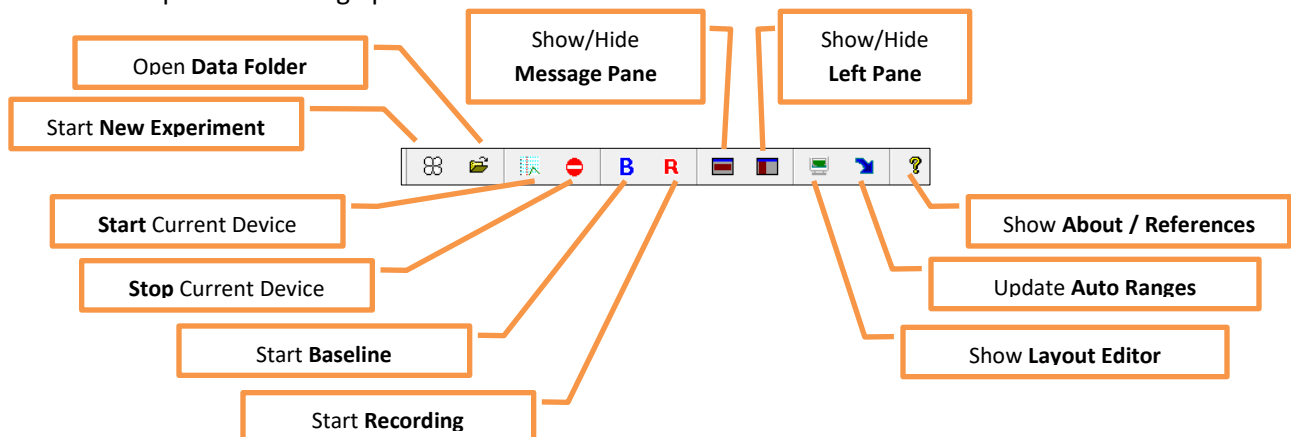 Show/Hide
Message Pane
Show/Hide
Left Pane
Open Data Folder
Start New Experiment
B R ?
Start Current Device
Show About / References
Stop Current Device
Update Auto Ranges
Start Baseline
Show Layout Editor
Start Recording